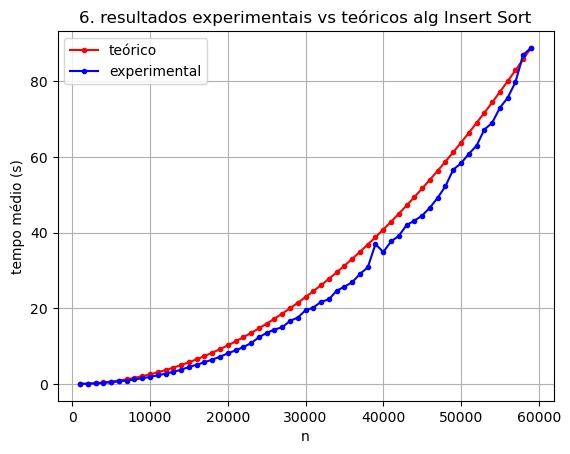 6. resultados experimentais vs teóricos alg Insert Sort
teórico
experimental
tempo médio (s)
80
60
40
20
0
0 10000 20000 30000 40000 50000 60000
n